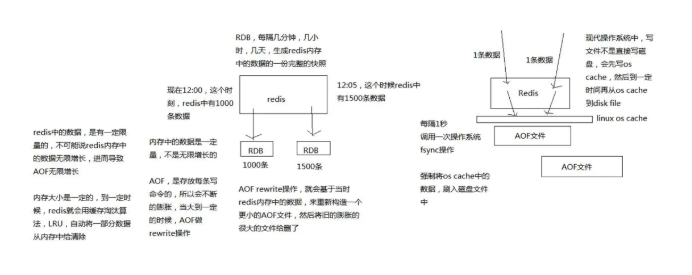 RDB，每隔几分钟，几小
时，几天，生成redis内存
中的数据的一份完整的快照
现在12:00，这个时
刻，redis中有1000
条数据
redis
12:05，这个时候redis中
有1500条数据
RDB
RDB
1000条
1500条
redis中的数据，是有一定限
量的，不可能说redis内存中
的数据无限增长，进而导致
AOF无限增长
内存大小是一定的，到一定时
候，redis就会用缓存淘汰算
法，LRU，自动将一部分数据
从内存中给清除
内存中的数据是一定
量，不是无限增长的
AOF，是存放每条写
命令的，所以会不断
的膨胀，当大到一定
的时候，AOF做
rewrite操作
AOF rewrite操作，就会基于当时
redis内存中的数据，来重新构造一个
更小的AOF文件，然后将旧的膨胀的
很大的文件给删了
1条数据
1条数据
Redis
现代操作系统中，写
文件不是直接写磁
盘，会先写os
cache，然后到一定
时间再从os cache
到disk file
linux os cache
每隔1秒
调用一次操作系统
fsync操作
AOF文件
AOF文件
强制将os cache中的
数据，刷入磁盘文件
中